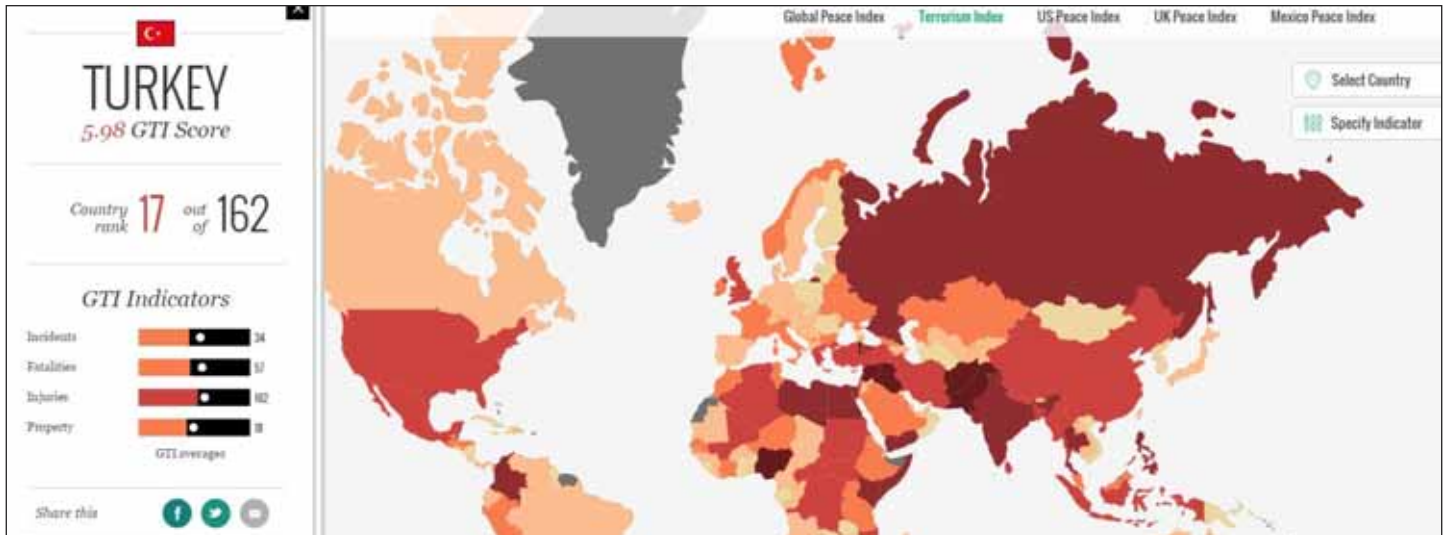 Global Peace Index Terrorism Index US Peace Index UK Peace Index Mexico Peace Index
Select Country
Specify Indicator
TURKEY
5.98 GTI Score
Country rank 17 out of 162
GTI Indicators
Incidents 34
Fatalities 57
Injuries 162
Property 18
GTI averages
Share this